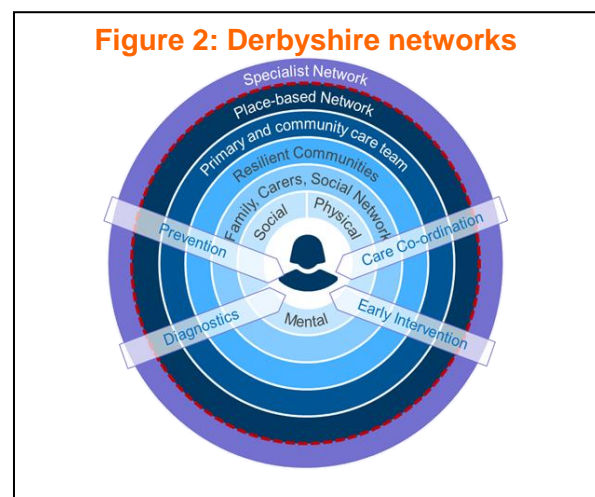 Figure 2: Derbyshire networks
Specialist Network
Place-based Network
Primary and community care team
Resilient Communities
Family, Carers, Social Network
Social
Physical
Prevention
Care Co-ordination
Mental
Diagnostics
Early Intervention